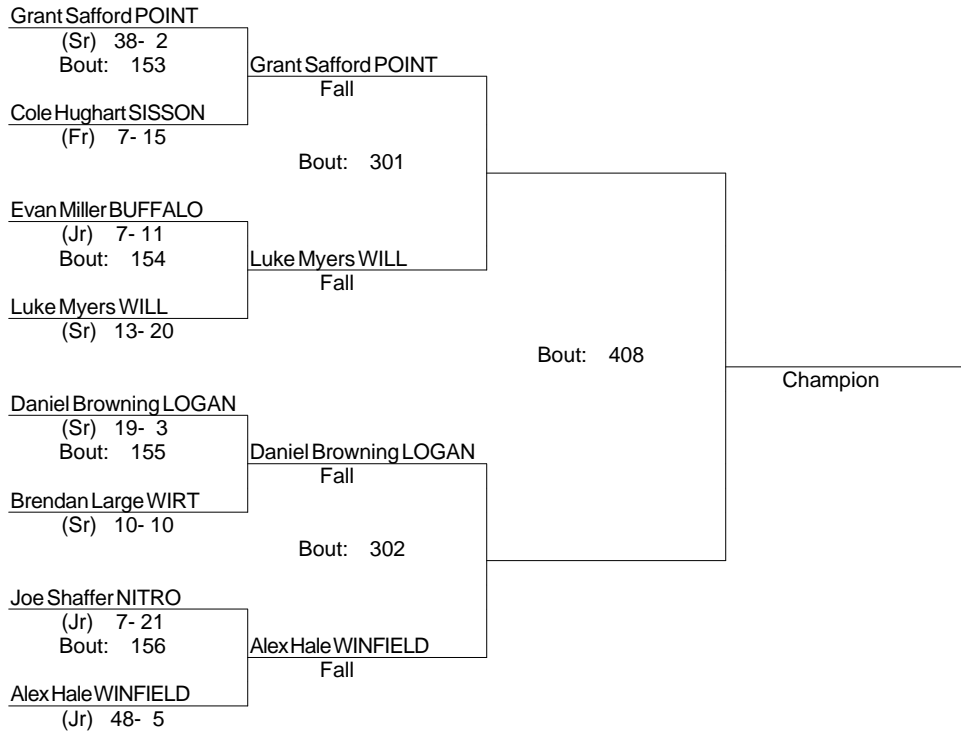 Grant Safford POINT
(Sr) 38- 2
Bout: 153
Grant Safford POINT
Fall
Cole Hughart SISSON
(Fr) 7- 15
Bout: 301
Evan Miller BUFFALO
(Jr) 7- 11
Bout: 154
Luke Myers WILL
Fall
Luke Myers WILL
(Sr) 13- 20
Bout: 408
Champion
Daniel Browning LOGAN
(Sr) 19- 3
Bout: 155
Daniel Browning LOGAN
Fall
Brendan Large WIRT
(Sr) 10- 10
Bout: 302
Joe Shaffer NITRO
(Jr) 7- 21
Bout: 156
Alex Hale WINFIELD
Fall
Alex Hale WINFIELD
(Jr) 48- 5